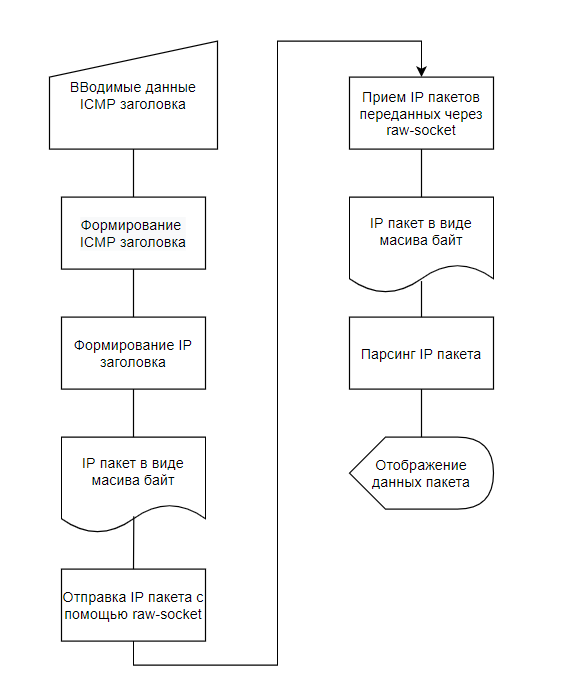 ВВодимые данные
ICMP заголовка
Формирование
ICMP заголовка
Формирование IP
заголовка
IP пакет в виде
масива байт
Отправка IP пакета с
помощью raw-socket
Прием IP пакетов
переданных через
raw-socket
IP пакет в виде
масива байт
Парсинг IP пакета
Отображение
данных пакета